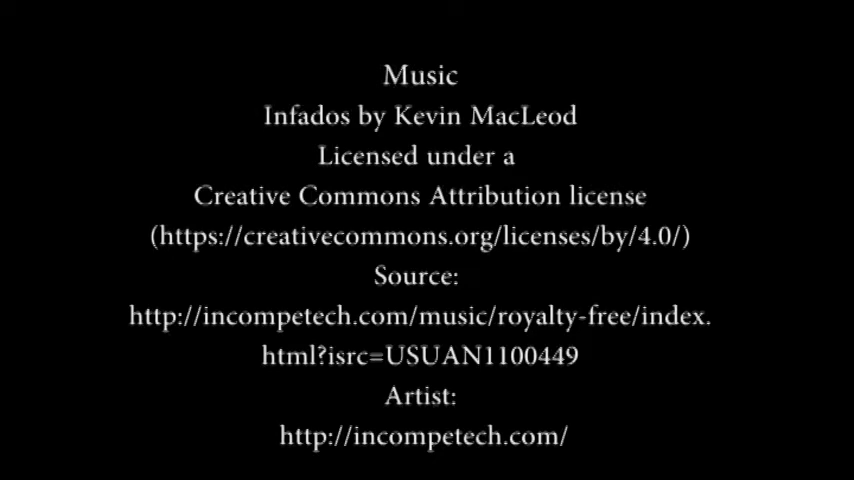 Music
Infados by Kevin MacLeod
Licensed under a
Creative Commons Attribution license
(https://creativecommons.org/licenses/by/4.0/)
Source:
http://incompetech.com/music/royalty-free/index.
html?isrc=USUAN1100449
Artist:
http://incompetech.com/